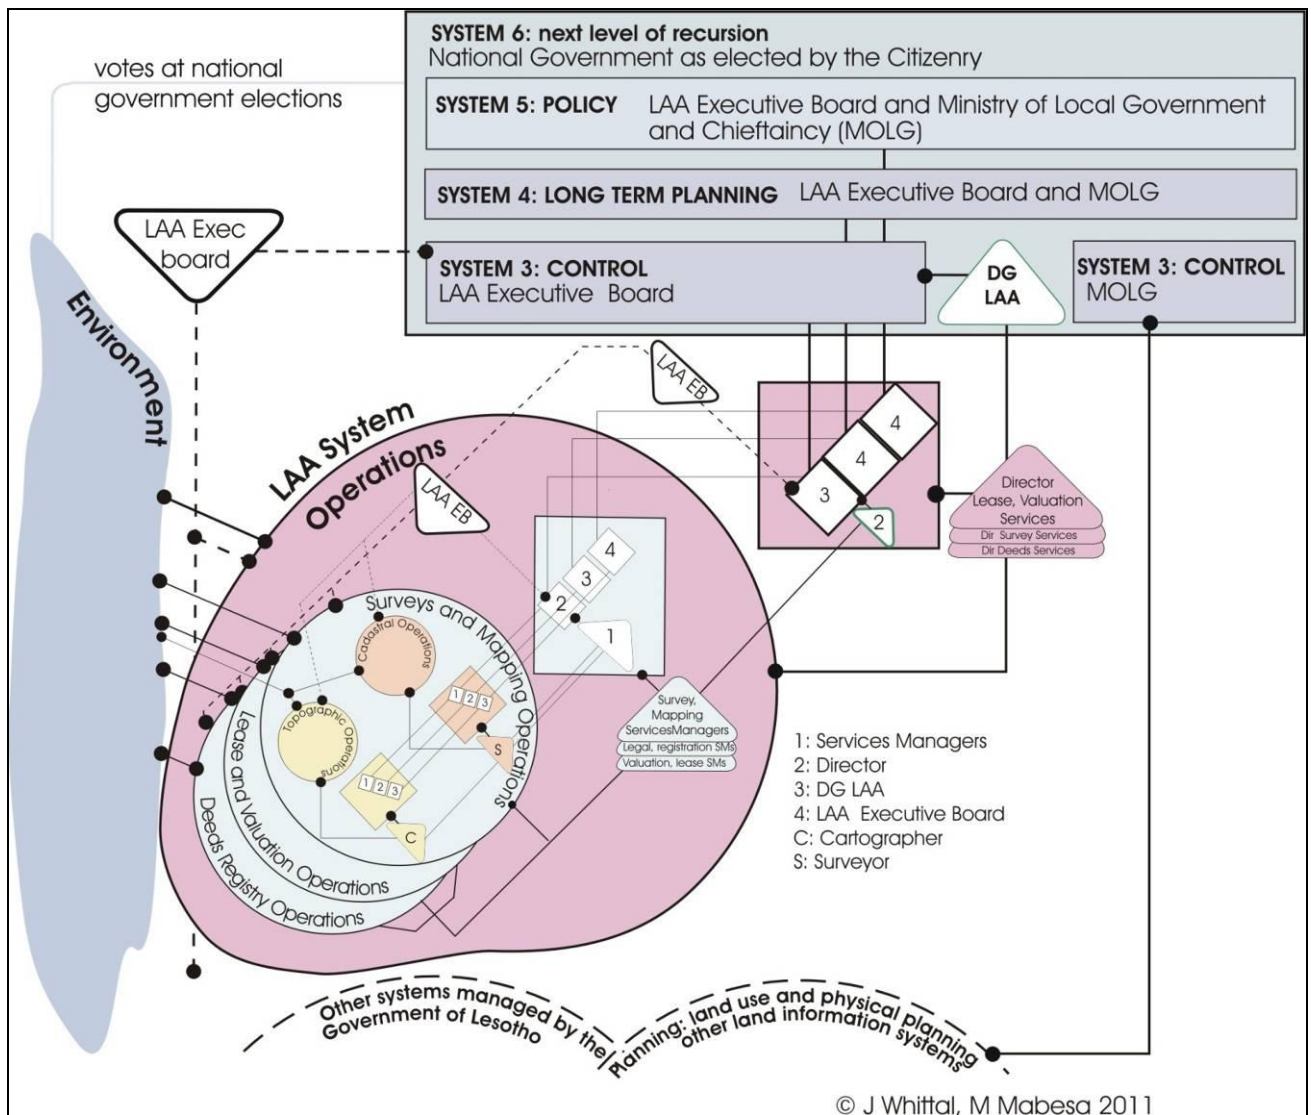 SYSTEM 6: next level of recursion
National Government as elected by the Citizenry
votes at national
government elections
SYSTEM 5: POLICY LAA Executive Board and Ministry of Local Government
and Chieftaincy (MOLG)
SYSTEM 4: LONG TERM PLANNING LAA Executive Board and MOLG
LAA Exec
board
SYSTEM 3: CONTROL
LAA Executive Board
DG
LAA
SYSTEM 3: CONTROL
MOLG
Environment
LAA EB
LAA System
Operations
LAA EB
4
4
3
2
Director
Lease, Valuation
Services
Dir Survey Services
Dir Deeds Services
4
3
2
1
Surveys and Mapping Operations
Cadastral Operations
1 2 3
S
Topographic Operations
1 2 3
C
Lease and Valuation Operations
Deeds Registry Operations
Survey,
Mapping
ServicesManagers
Legal, registration SMs
Valuation, lease SMs
1: Services Managers
2: Director
3: DG LAA
4: LAA Executive Board
C: Cartographer
S: Surveyor
Other systems managed by the
Government of Lesotho
Planning: land use and physical planning
other land information systems
© J Whittal, M Mabesa 2011